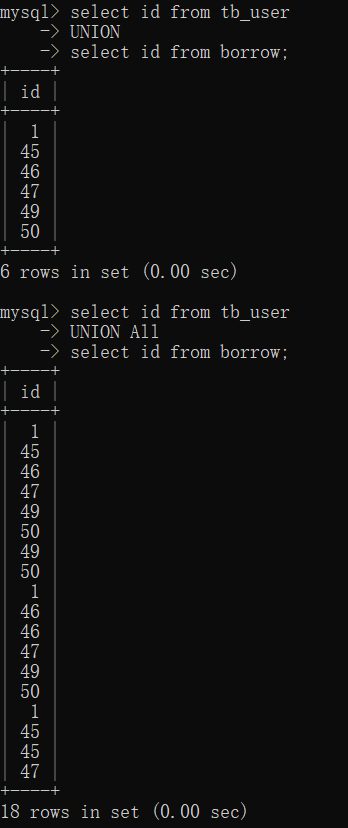 mysql> select id from tb_user
    -> UNION
    -> select id from borrow;
+----+
| id |
+----+
|  1 |
| 45 |
| 46 |
| 47 |
| 49 |
| 50 |
+----+
6 rows in set (0.00 sec)

mysql> select id from tb_user
    -> UNION All
    -> select id from borrow;
+----+
| id |
+----+
|  1 |
| 45 |
| 46 |
| 47 |
| 49 |
| 50 |
| 49 |
| 50 |
|  1 |
| 46 |
| 46 |
| 47 |
| 49 |
| 50 |
|  1 |
| 45 |
| 45 |
| 47 |
+----+
18 rows in set (0.00 sec)